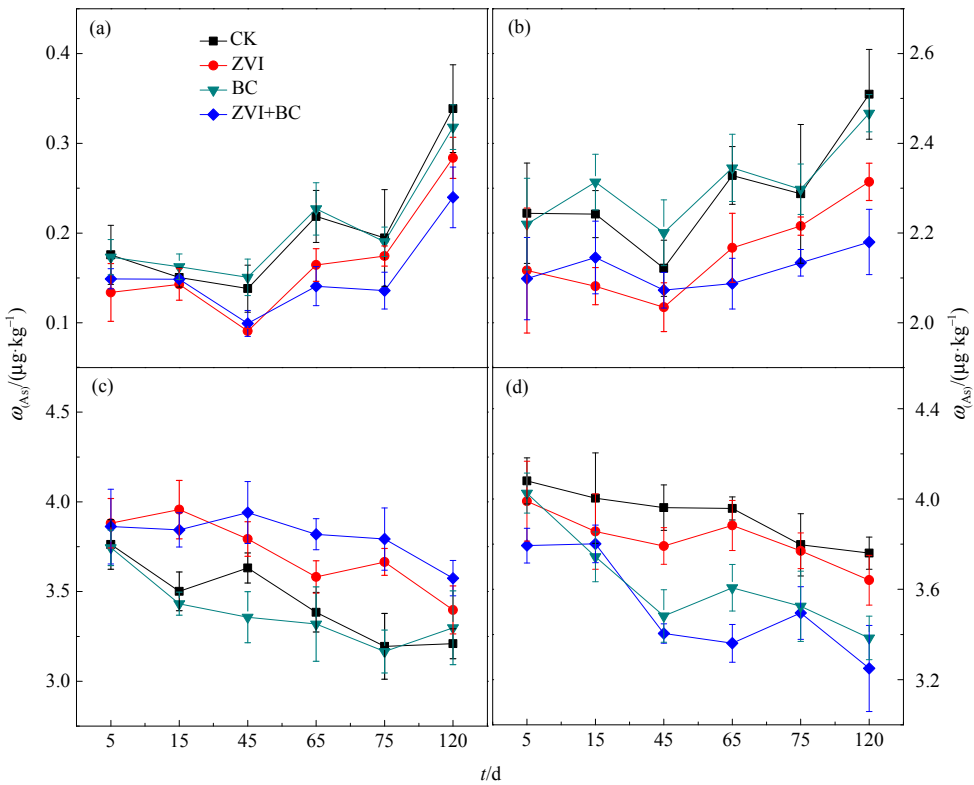 (a)
CK
ZVI
BC
ZVI+BC
0.4
0.3
0.2
0.1
(b)
2.6
2.4
2.2
2.0
ω(As)/(μg·kg⁻¹)
ω(As)/(μg·kg⁻¹)
(c)
4.5
4.0
3.5
3.0
(d)
4.4
4.0
3.6
3.2
5 15 45 65 75 120
5 15 45 65 75 120
t/d